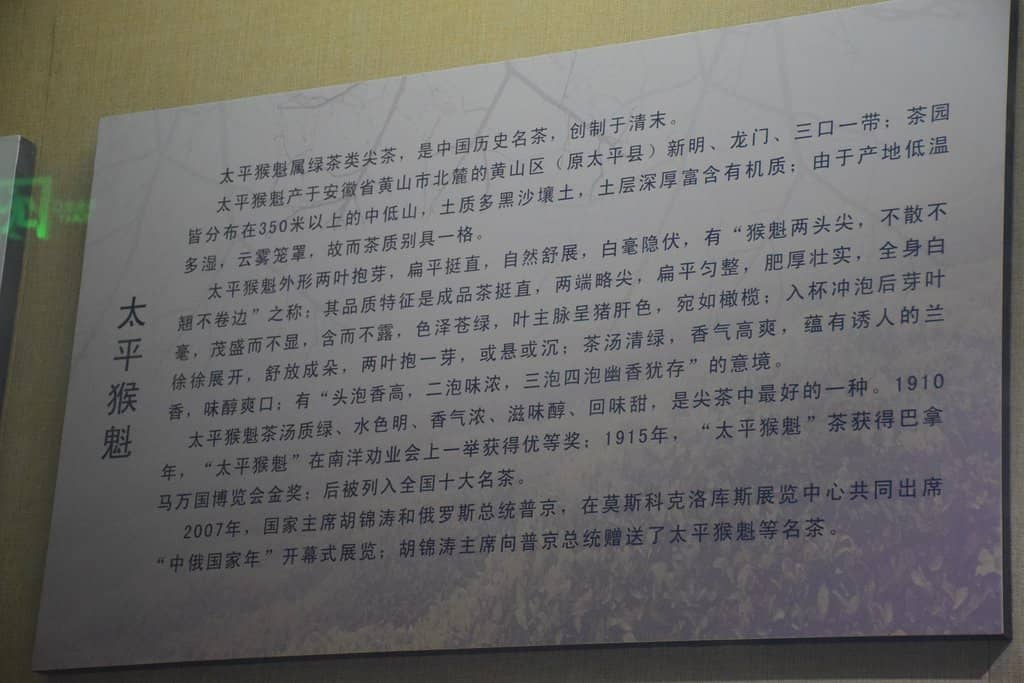 太平猴魁
太平猴魁属绿茶类尖茶，是中国历史名茶，创制于清末。
太平猴魁产于安徽省黄山市北麓的黄山区（原太平县）新明、龙门、三口一带；茶园
皆分布在350米以上的中低山，土质多黑沙壤土，土层深厚富含有机质；由于产地低温
多湿，云雾笼罩，故而茶质别具一格。
太平猴魁外形两叶抱芽，扁平挺直，自然舒展，白毫隐伏，有“猴魁两头尖，不散不
翘不卷边”之称；其品质特征是成品茶挺直，两端略尖，扁平匀整，肥厚壮实，全身白
毫，茂盛而不显，含而不露，色泽苍绿，叶主脉呈猪肝色，宛如橄榄；入杯冲泡后芽叶
徐徐展开，舒放成朵，两叶抱一芽，或悬或沉；茶汤清绿，香气高爽，蕴有诱人的兰
香，味醇爽口；有“头泡香高，二泡味浓，三泡四泡幽香犹存”的意境。
太平猴魁茶汤质绿、水色明、香气浓、滋味醇、回味甜，是尖茶中最好的一种。1910
年，“太平猴魁”在南洋劝业会上一举获得优等奖；1915年，“太平猴魁”茶获得巴拿
马万国博览会金奖；后被列入全国十大名茶。
2007年，国家主席胡锦涛和俄罗斯总统普京，在莫斯科克洛库斯展览中心共同出席
“中俄国家年”开幕式展览；胡锦涛主席向普京总统赠送了太平猴魁等名茶。